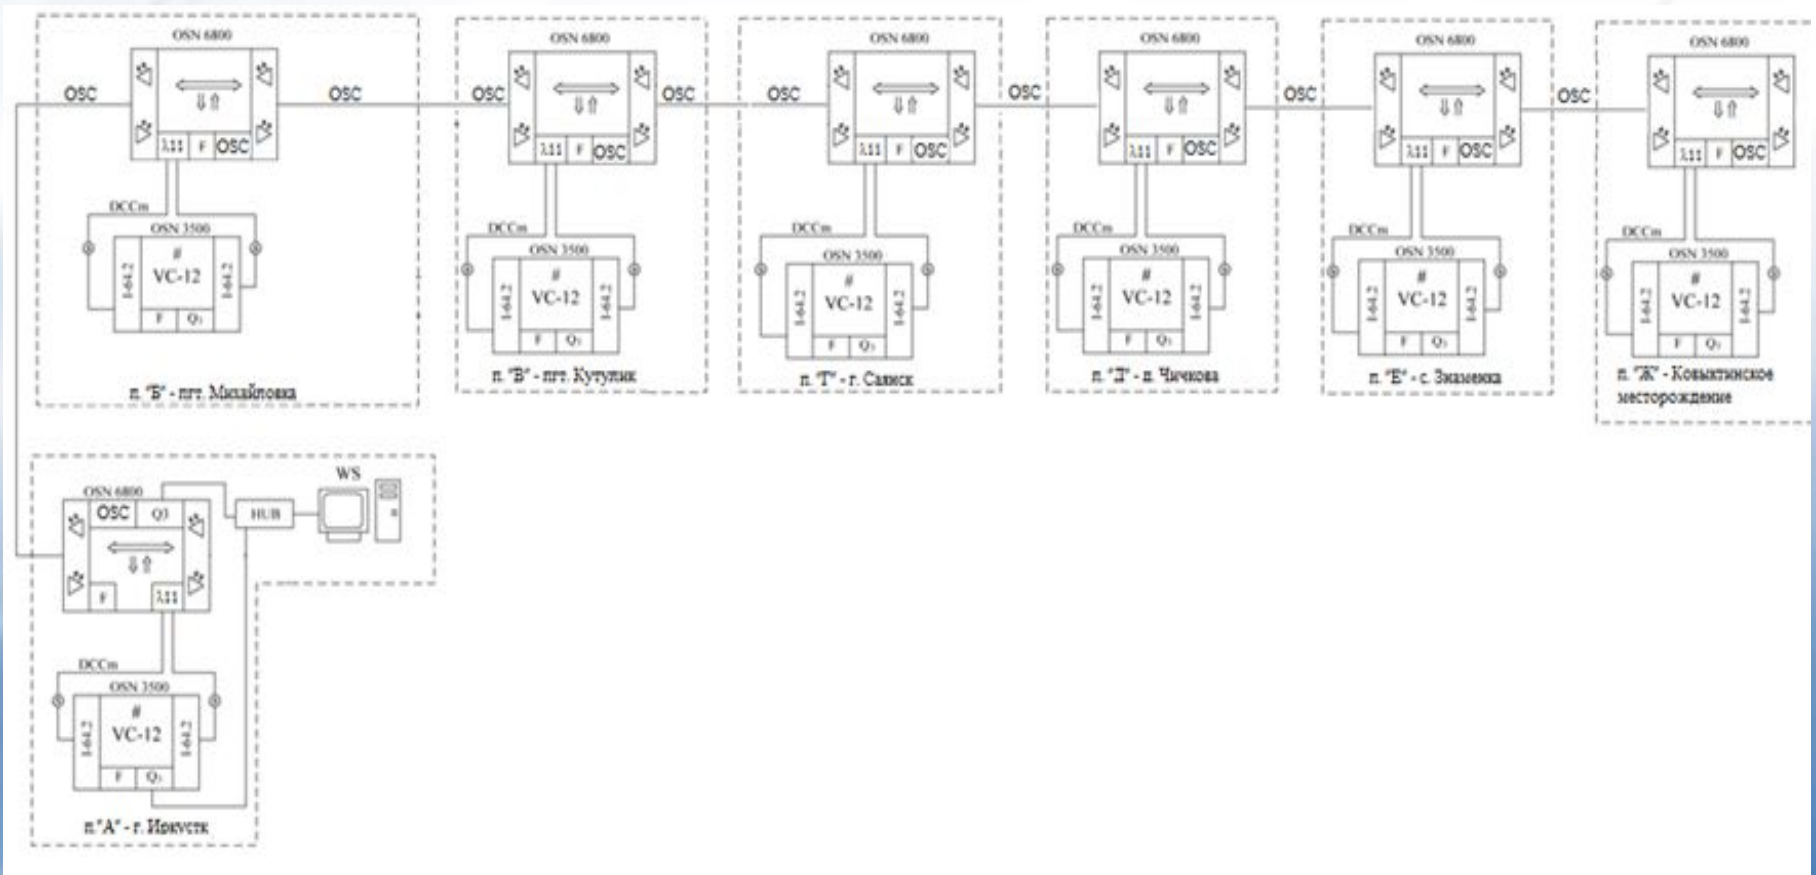 OSN 6800
OSC
OSC
λ11 F OSC
DCCm
OSN 3500
I-64.2
#
VC-12
I-64.2
F Q3
п. "Б" - пгт. Михайловка
OSN 6800
OSC
OSC
λ11 F OSC
DCCm
OSN 3500
I-64.2
#
VC-12
I-64.2
F Q3
п. "В" - пгт. Кутулик
OSN 6800
OSC
OSC
λ11 F OSC
DCCm
OSN 3500
I-64.2
#
VC-12
I-64.2
F Q3
п. "Г" - г. Саянск
OSN 6800
OSC
λ11 F OSC
DCCm
OSN 3500
I-64.2
#
VC-12
I-64.2
F Q3
п. "Д" - д. Чичкова
OSN 6800
OSC
λ11 F OSC
DCCm
OSN 3500
I-64.2
#
VC-12
I-64.2
F Q3
п. "Е" - с. Знаменка
OSN 6800
λ11 F OSC
DCCm
OSN 3500
I-64.2
#
VC-12
I-64.2
F Q3
п. "Ж" - Ковыктинское
месторождение
WS
OSN 6800
OSC Q3
HUB
F λ11
DCCm
OSN 3500
I-64.2
#
VC-12
I-64.2
F Q3
п."А" - г. Иркустк